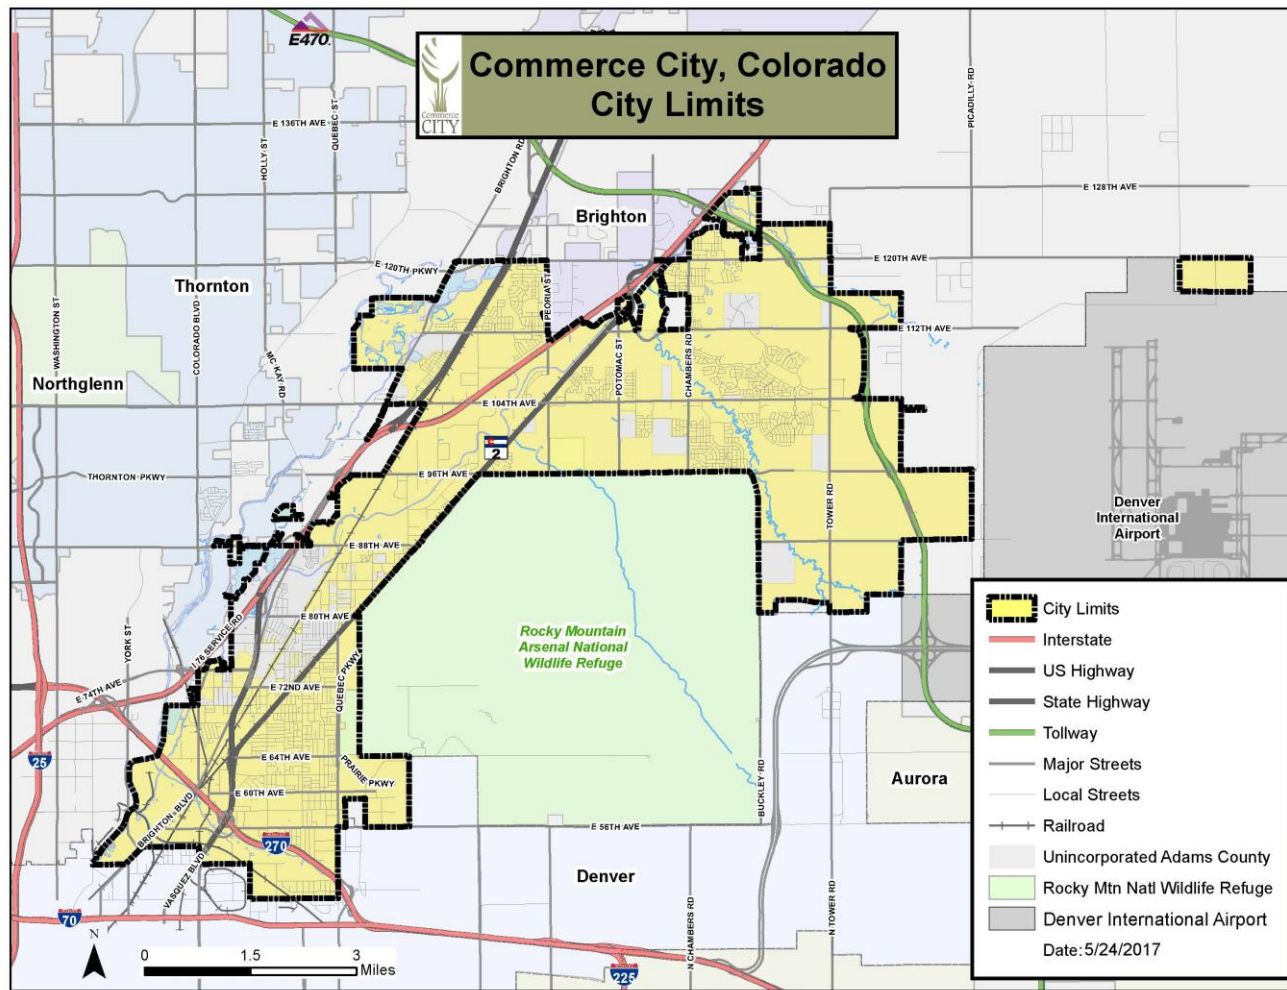 E470
Commerce
CITY
Commerce City, Colorado
City Limits
E 136TH AVE
HOLLY ST
QUEBEC ST
BRIGHTON RD
PICADILLY RD
E 128TH AVE
Brighton
E 120TH PKWY
E 120TH AVE
Thornton
PEORIA ST
WASHINGTON ST
COLORADO BLVD
MC KAY RD
E 112TH AVE
POTOMAC ST
CHAMBERS RD
Northglenn
E 104TH AVE
2
THORNTON PKWY
E 96TH AVE
TOWER RD
Denver
International
Airport
E 88TH AVE
I 76 SERVICE RD
E 80TH AVE
YORK ST
Rocky Mountain
Arsenal National
Wildlife Refuge
QUEBEC PKWY
E 74TH AVE
E 72ND AVE
25
E 64TH AVE
PRAIRIE PKWY
BUCKLEY RD
Aurora
E 60TH AVE
BRIGHTON BLVD
E 56TH AVE
270
VASQUEZ BLVD
Denver
70
N CHAMBERS RD
N TOWER RD
225
N
0 1.5 3
Miles
City Limits
Interstate
US Highway
State Highway
Tollway
Major Streets
Local Streets
Railroad
Unincorporated Adams County
Rocky Mtn Natl Wildlife Refuge
Denver International Airport
Date: 5/24/2017